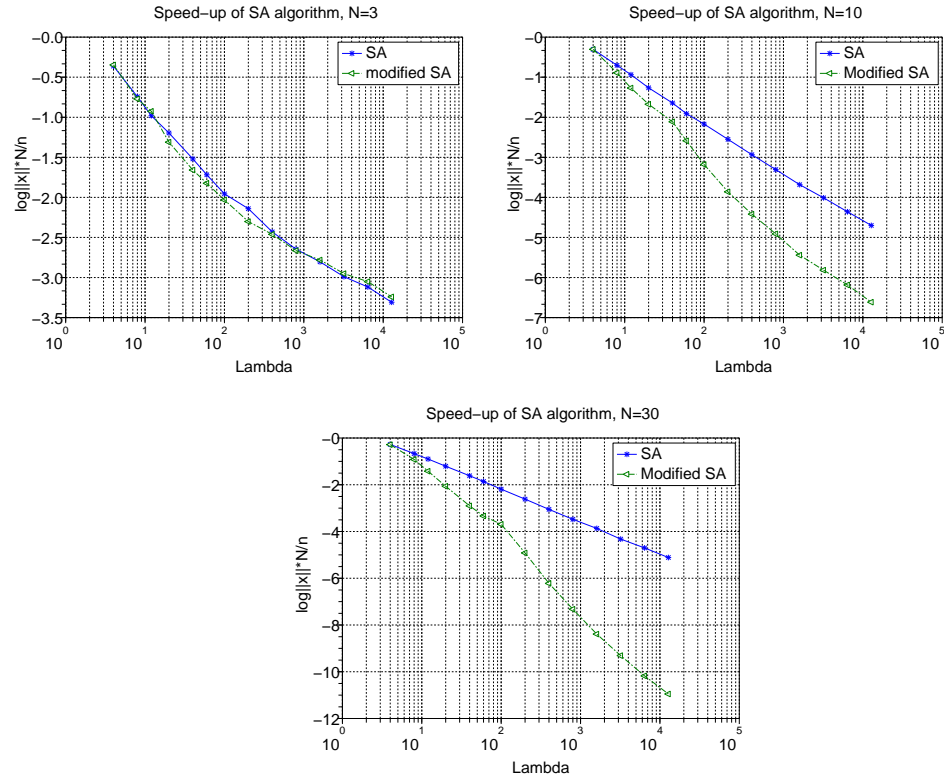 Speed-up of SA algorithm, N=3
-0.0
-0.5
-1.0
-1.5
-2.0
-2.5
-3.0
-3.5
log||x||*N/n
SA
modified SA
10 0 10 1 10 2 10 3 10 4 10 5
Lambda
Speed-up of SA algorithm, N=10
-0
-1
-2
-3
-4
-5
-6
-7
log||x||*N/n
SA
Modified SA
10 0 10 1 10 2 10 3 10 4 10 5
Lambda
Speed-up of SA algorithm, N=30
-0
-2
-4
-6
-8
-10
-12
log||x||*N/n
SA
Modified SA
10 0 10 1 10 2 10 3 10 4 10 5
Lambda